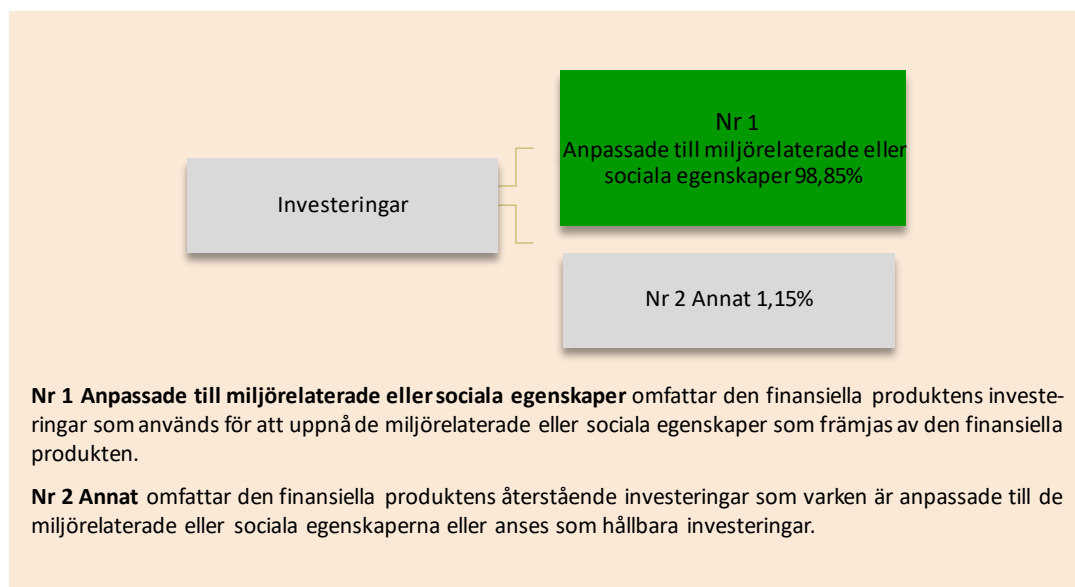 Nr 1
Anpassade till miljörelaterade eller
sociala egenskaper 98,85%
Investeringar
Nr 2 Annat 1,15%
Nr 1 Anpassade till miljörelaterade eller sociala egenskaper omfattar den finansiella produktens investe-
ringar som används för att uppnå de miljörelaterade eller sociala egenskaper som främjas av den finansiella
produkten.
Nr 2 Annat omfattar den finansiella produktens återstående investeringar som varken är anpassade till de
miljörelaterade eller sociala egenskaperna eller anses som hållbara investeringar.